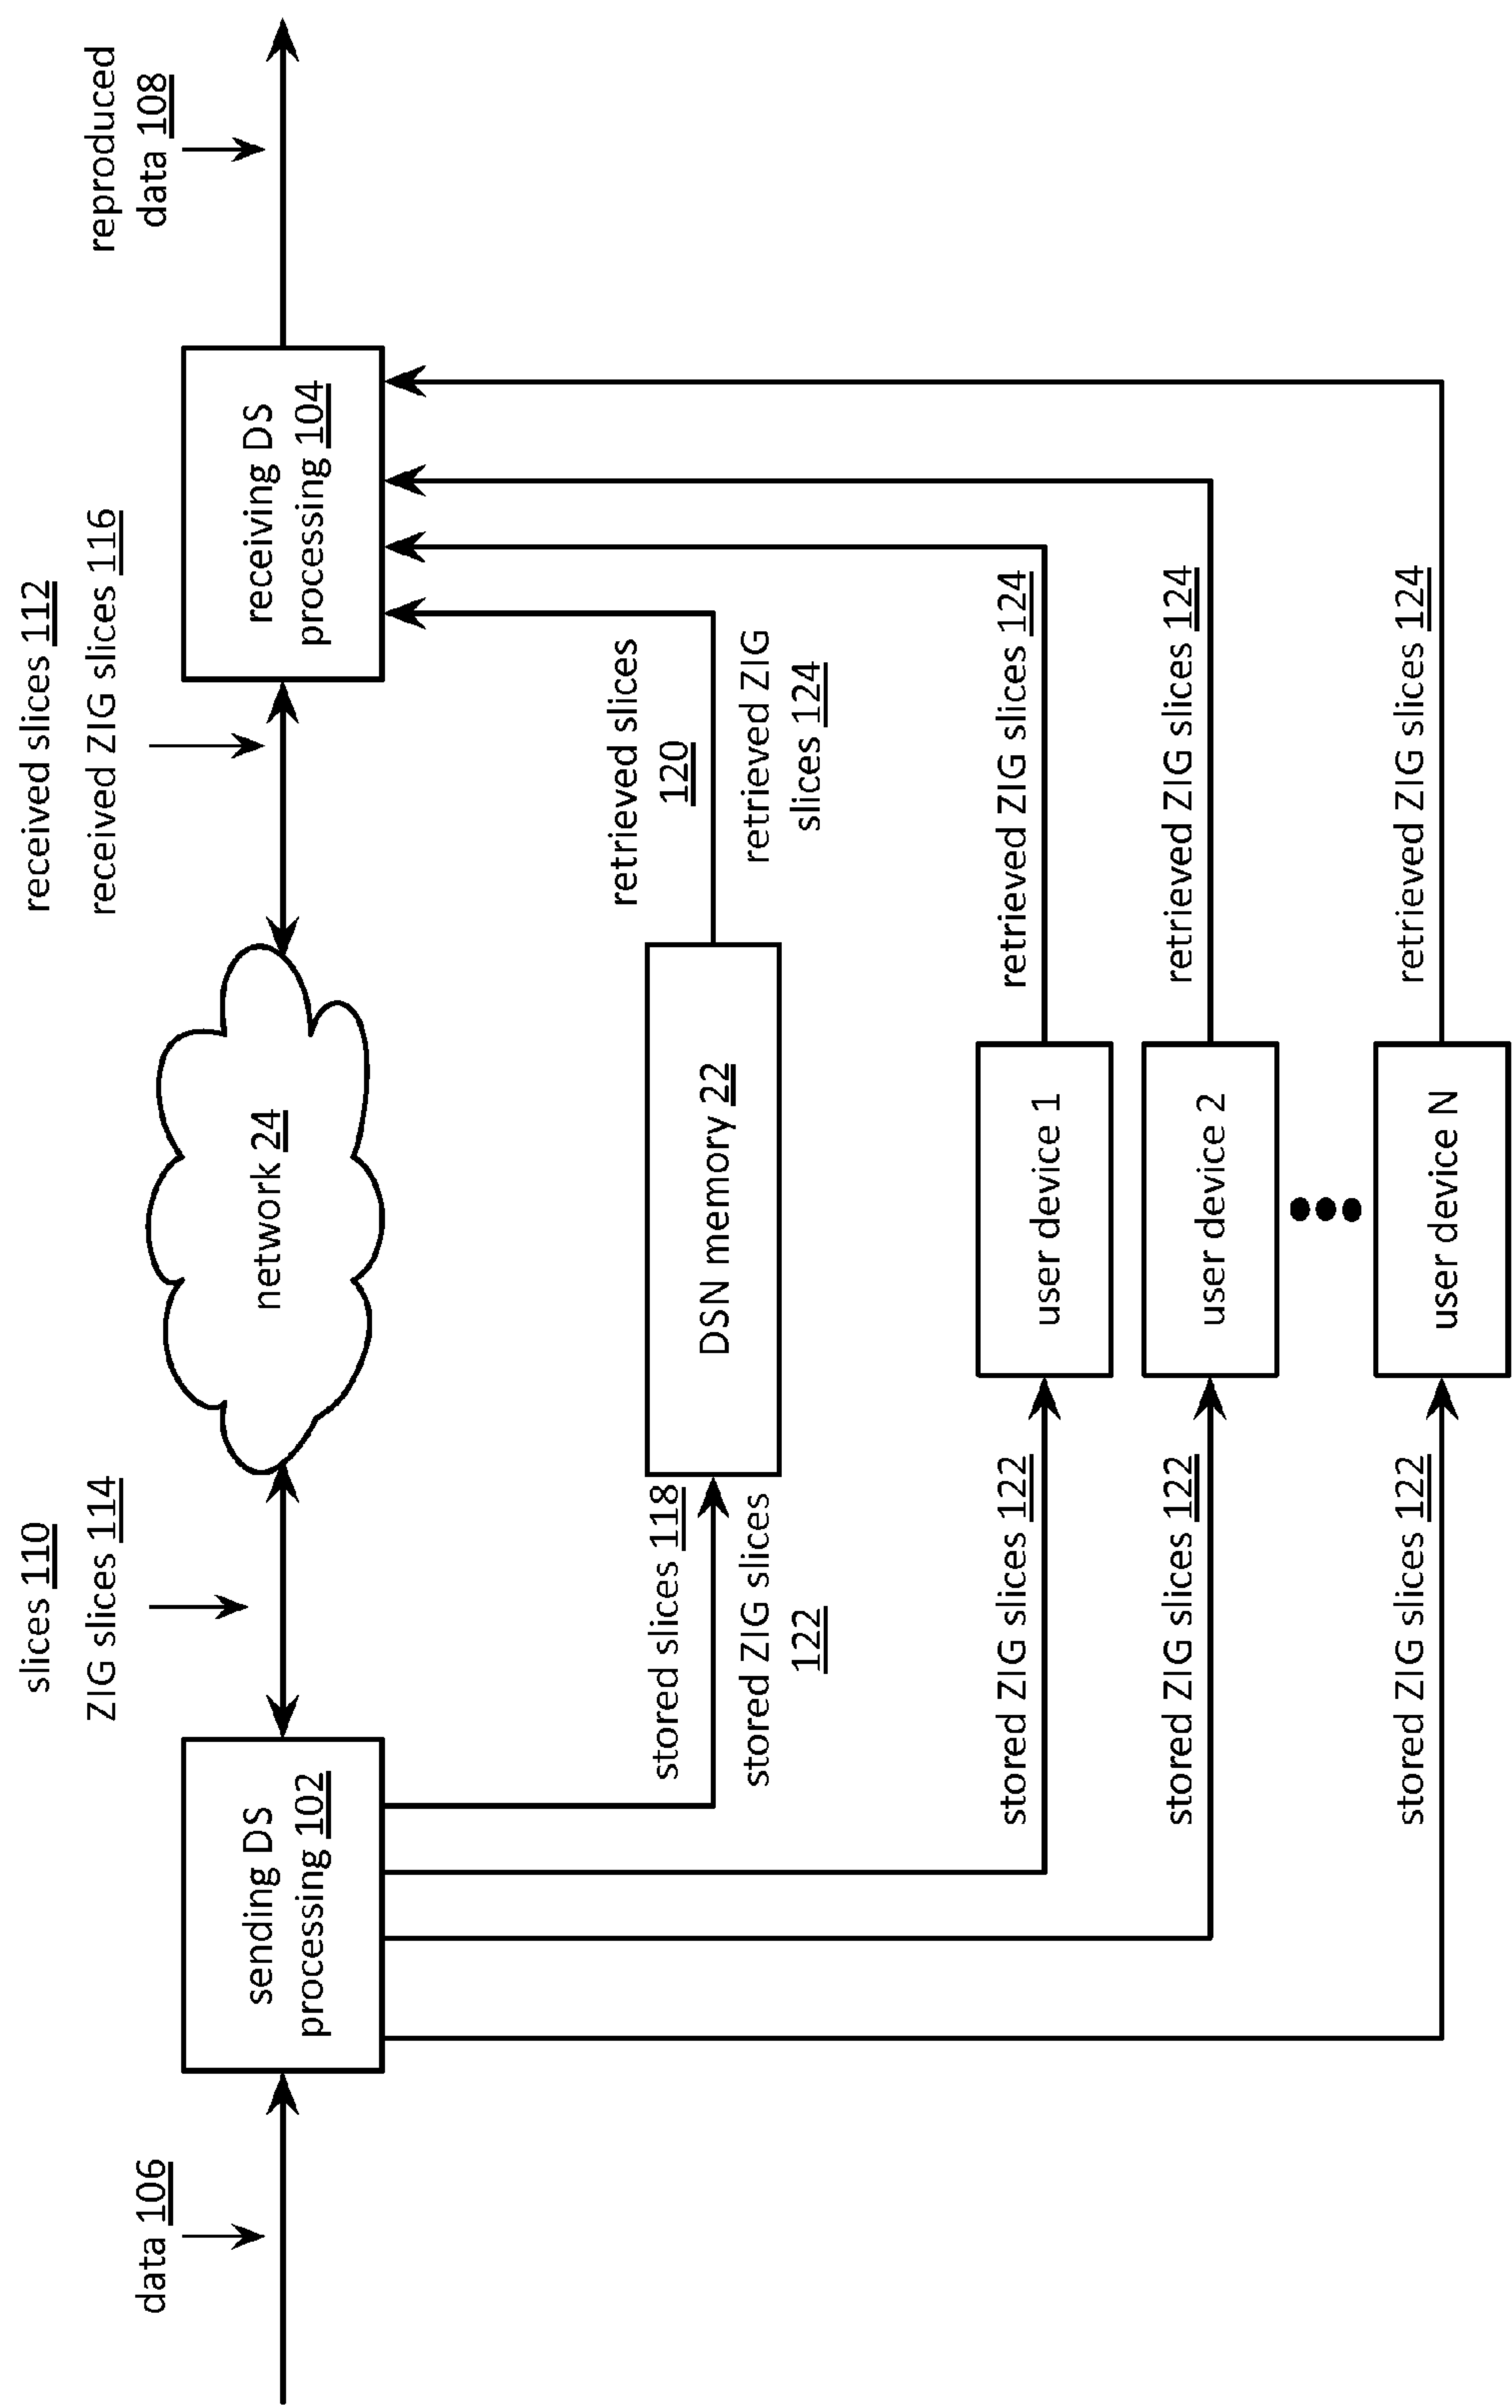 slices 110
ZIG slices 114
received slices 112
received ZIG slices 116
data 106
reproduced
data 108
sending DS
processing 102
network 24
receiving DS
processing 104
stored slices 118
stored ZIG slices
122
DSN memory 22
retrieved slices
120
retrieved ZIG
slices 124
stored ZIG slices 122
user device 1
retrieved ZIG slices 124
stored ZIG slices 122
user device 2
retrieved ZIG slices 124
stored ZIG slices 122
user device N
retrieved ZIG slices 124